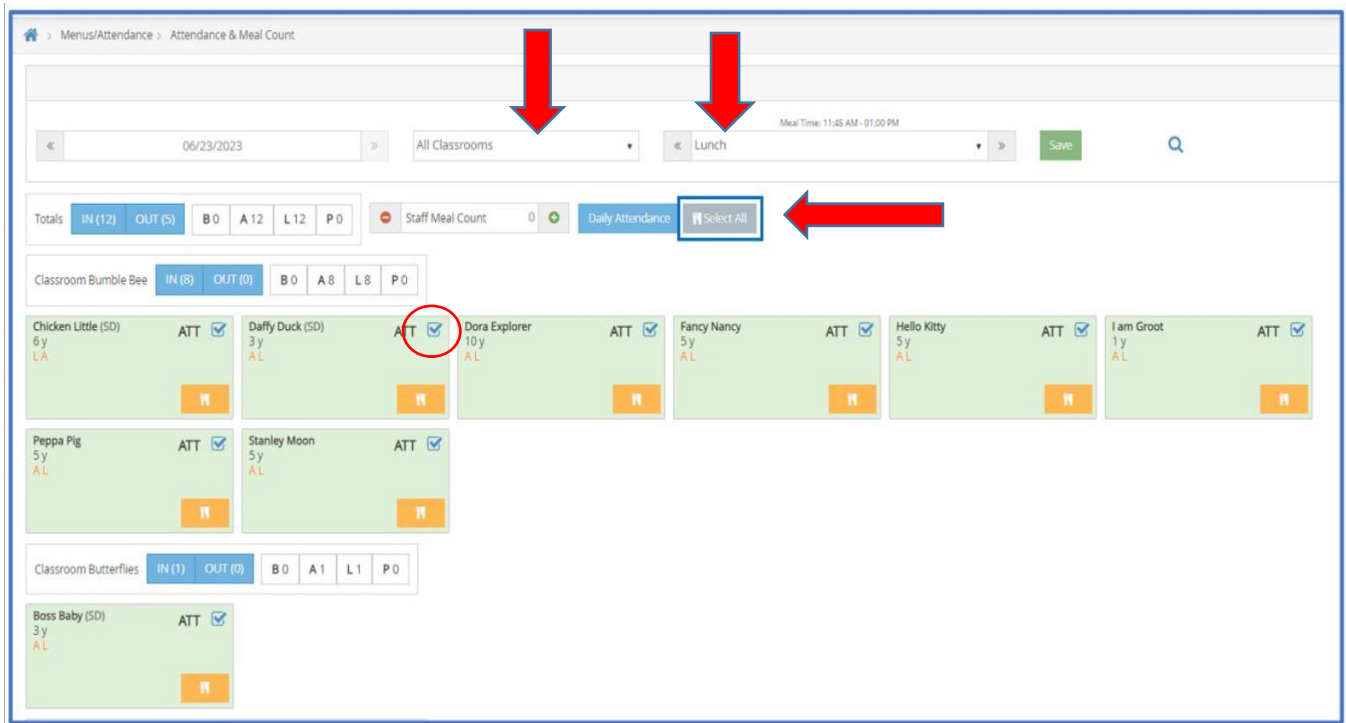 > Menus/Attendance > Attendance & Meal Count
Meal Time: 11:45 AM - 01:00 PM
« 06/23/2023 » All Classrooms « Lunch » Save
Totals IN (12) OUT (5) B 0 A 12 L 12 P 0 Staff Meal Count 0 Daily Attendance Select All
Classroom Bumble Bee IN (8) OUT (0) B 0 A 8 L 8 P 0
Chicken Little (SD) ATT Daffy Duck (SD) ATT Dora Explorer ATT Fancy Nancy ATT Hello Kitty ATT I am Groot ATT
6 y 3 y 10 y 5 y 5 y 1 y
L A A L A L A L A L A L
Peppa Pig ATT Stanley Moon ATT
5 y 5 y
A L A L
Classroom Butterflies IN (1) OUT (0) B 0 A 1 L 1 P 0
Boss Baby (SD) ATT
3 y
A L